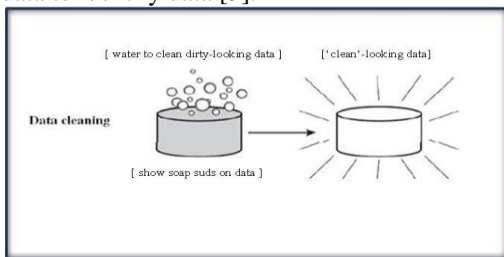 [ water to clean dirty-looking data ]
['clean'-looking data]
Data cleaning
[ show soap suds on data ]